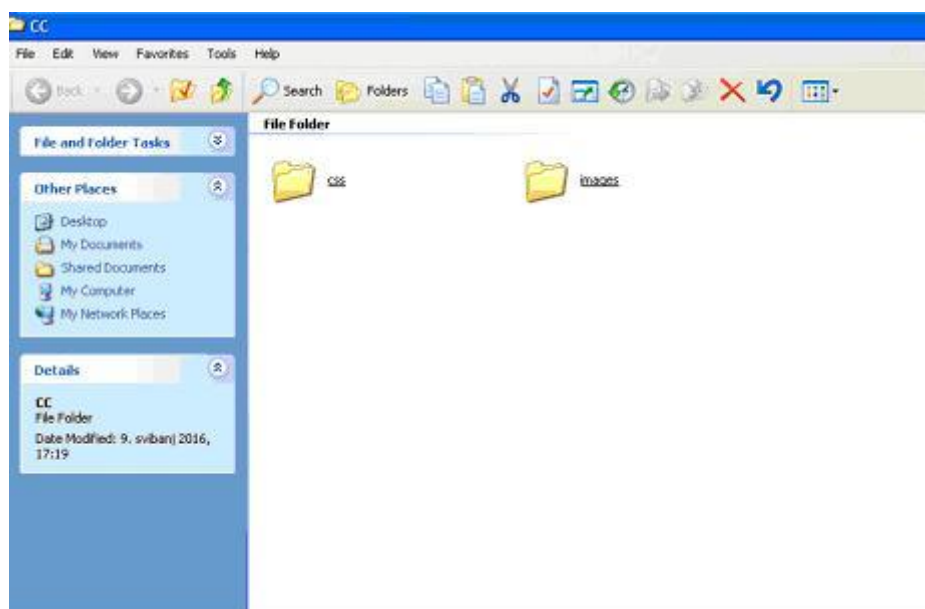 CC
File Edit View Favorites Tools Help
Back Search Folders
File Folder
File and Folder Tasks
css images
Other Places
Desktop
My Documents
Shared Documents
My Computer
My Network Places
Details
CC
File Folder
Date Modified: 9. svibanj 2016,
17:19